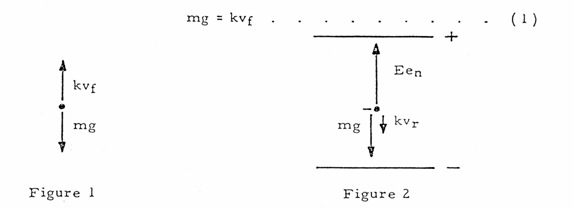 mg = kv_f . . . . . . . . . (1)
+
Ee_n
kv_f
mg
−
mg
kv_r
−
Figure 1
Figure 2